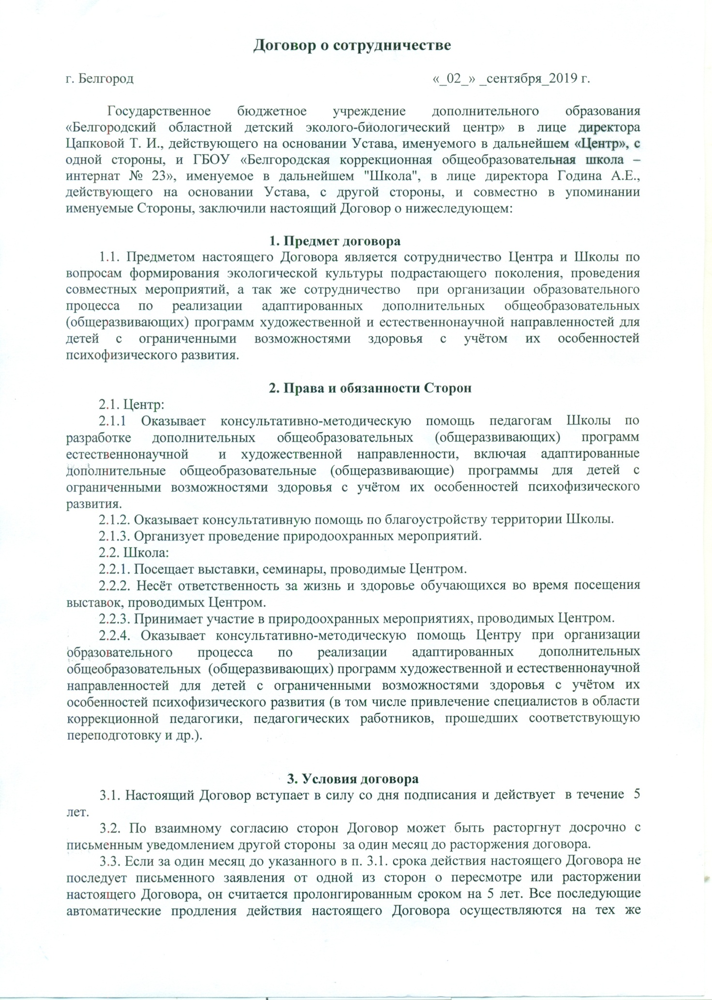 Договор о сотрудничестве
г. Белгород «_02_» _сентября_2019 г.
Государственное бюджетное учреждение дополнительного образования
«Белгородский областной детский эколого-биологический центр» в лице директора
Цапковой Т. И., действующего на основании Устава, именуемого в дальнейшем «Центр», с
одной стороны, и ГБОУ «Белгородская коррекционная общеобразовательная школа –
интернат № 23», именуемое в дальнейшем "Школа", в лице директора Година А.Е.,
действующего на основании Устава, с другой стороны, и совместно в упоминании
именуемые Стороны, заключили настоящий Договор о нижеследующем:
1. Предмет договора
1.1. Предметом настоящего Договора является сотрудничество Центра и Школы по
вопросам формирования экологической культуры подрастающего поколения, проведения
совместных мероприятий, а так же сотрудничество при организации образовательного
процесса по реализации адаптированных дополнительных общеобразовательных
(общеразвивающих) программ художественной и естественнонаучной направленностей для
детей с ограниченными возможностями здоровья с учётом их особенностей
психофизического развития.
2. Права и обязанности Сторон
2.1. Центр:
2.1.1 Оказывает консультативно-методическую помощь педагогам Школы по
разработке дополнительных общеобразовательных (общеразвивающих) программ
естественнонаучной и художественной направленности, включая адаптированные
дополнительные общеобразовательные (общеразвивающие) программы для детей с
ограниченными возможностями здоровья с учётом их особенностей психофизического
развития.
2.1.2. Оказывает консультативную помощь по благоустройству территории Школы.
2.1.3. Организует проведение природоохранных мероприятий.
2.2. Школа:
2.2.1. Посещает выставки, семинары, проводимые Центром.
2.2.2. Несёт ответственность за жизнь и здоровье обучающихся во время посещения
выставок, проводимых Центром.
2.2.3. Принимает участие в природоохранных мероприятиях, проводимых Центром.
2.2.4. Оказывает консультативно-методическую помощь Центру при организации
образовательного процесса по реализации адаптированных дополнительных
общеобразовательных (общеразвивающих) программ художественной и естественнонаучной
направленностей для детей с ограниченными возможностями здоровья с учётом их
особенностей психофизического развития (в том числе привлечение специалистов в области
коррекционной педагогики, педагогических работников, прошедших соответствующую
переподготовку и др.).
3. Условия договора
3.1. Настоящий Договор вступает в силу со дня подписания и действует в течение 5
лет.
3.2. По взаимному согласию сторон Договор может быть расторгнут досрочно с
письменным уведомлением другой стороны за один месяц до расторжения договора.
3.3. Если за один месяц до указанного в п. 3.1. срока действия настоящего Договора не
последует письменного заявления от одной из сторон о пересмотре или расторжении
настоящего Договора, он считается пролонгированным сроком на 5 лет. Все последующие
автоматические продления действия настоящего Договора осуществляются на тех же